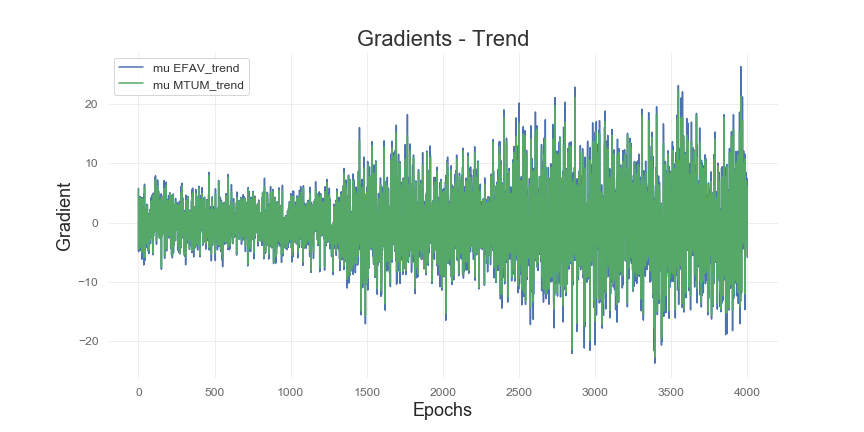 Gradients - Trend
mu EFAV_trend
mu MTUM_trend
Gradient
20
10
0
−10
−20
0 500 1000 1500 2000 2500 3000 3500 4000
Epochs